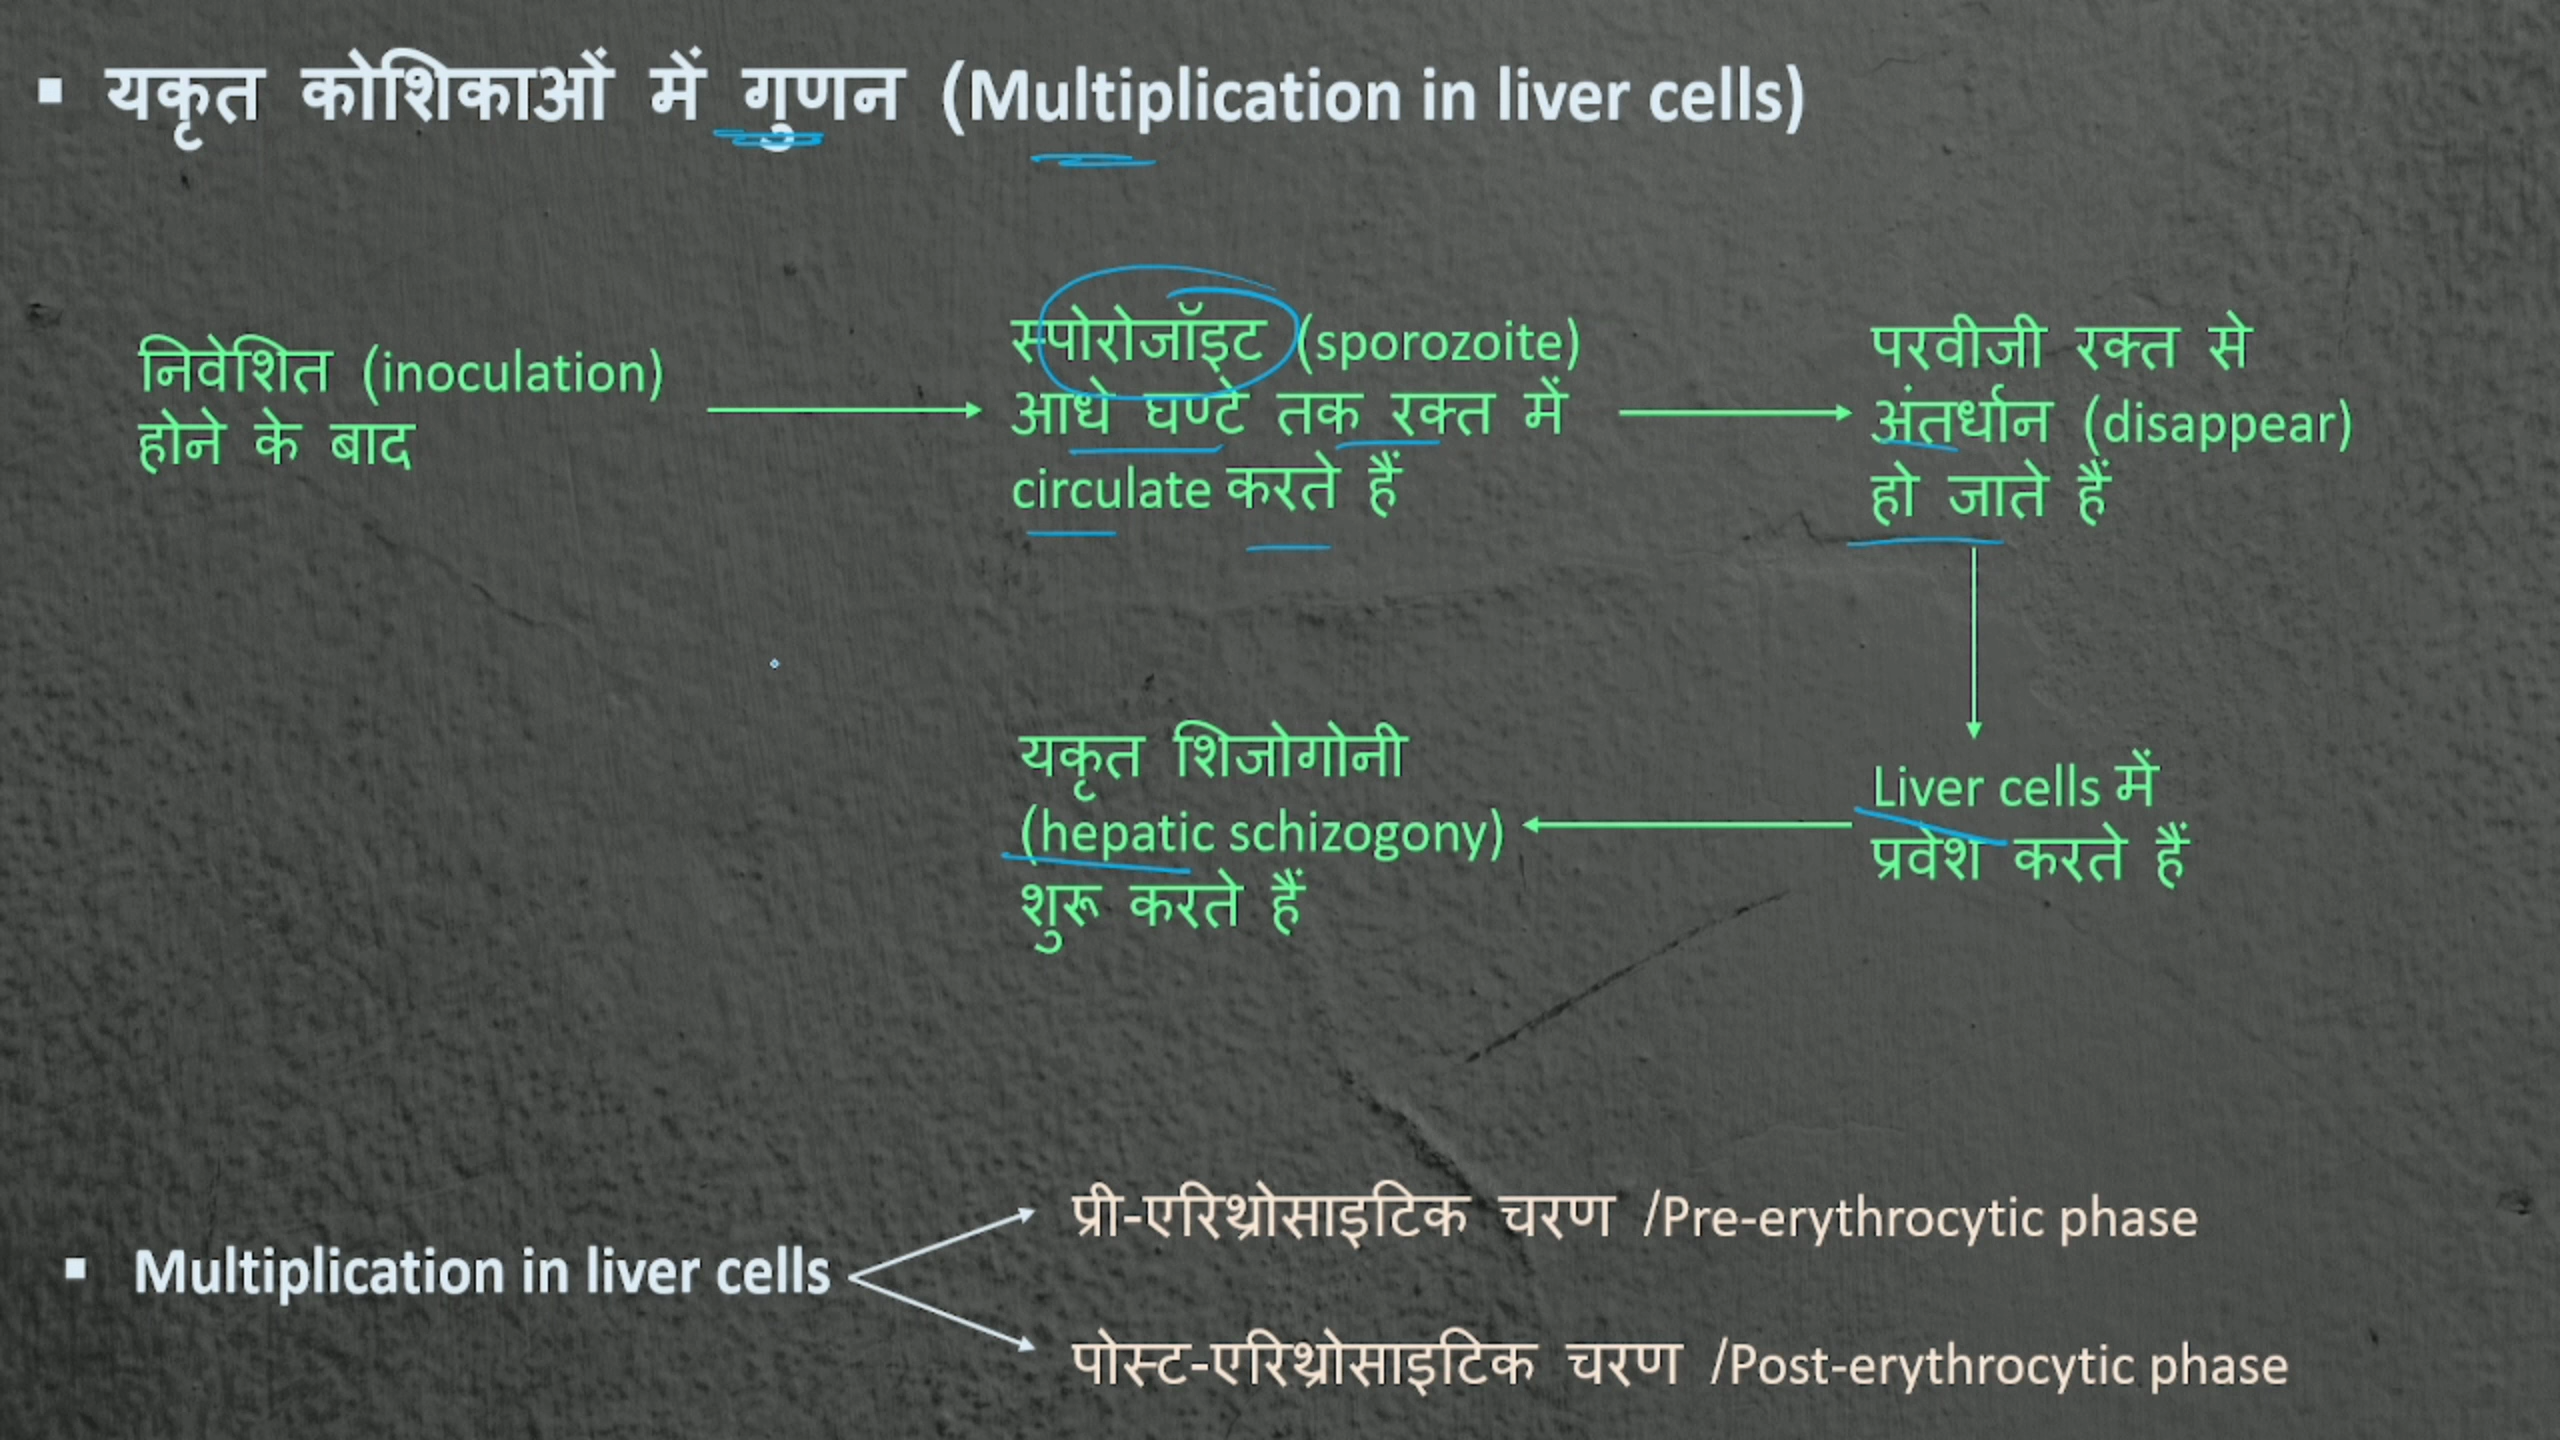 ▪ यकृत कोशिकाओं में गुणन (Multiplication in liver cells)
निवेशित (inoculation)
होने के बाद
स्पोरोजॉइट (sporozoite)
आधे घण्टे तक रक्त में
circulate करते हैं
परवीजी रक्त से
अंतर्धान (disappear)
हो जाते हैं
Liver cells में
प्रवेश करते हैं
यकृत शिजोगोनी
(hepatic schizogony)
शुरू करते हैं
▪ Multiplication in liver cells
प्री-एरिथ्रोसाइटिक चरण /Pre-erythrocytic phase
पोस्ट-एरिथ्रोसाइटिक चरण /Post-erythrocytic phase